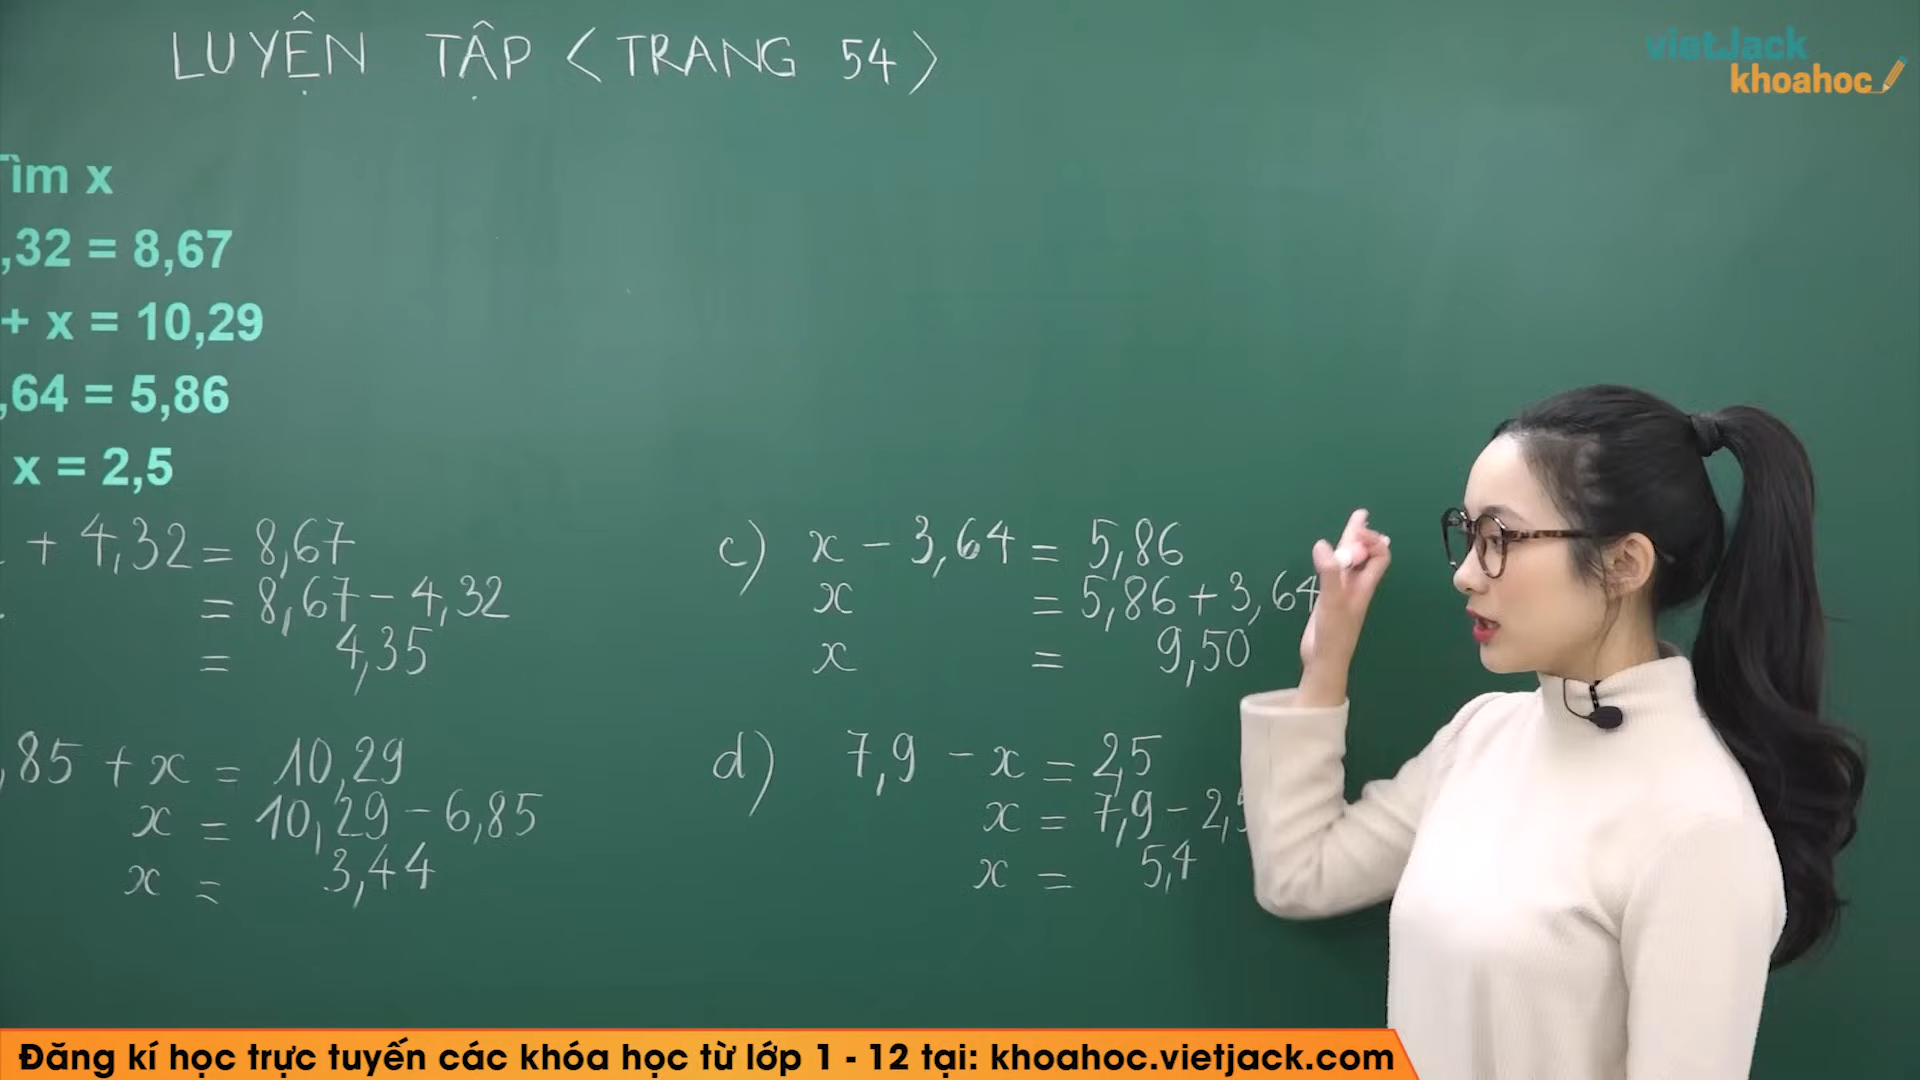 LUYỆN TẬP <TRANG 54>
vietJack
khoahoc
Tìm x
,32 = 8,67
+ x = 10,29
,64 = 5,86
x = 2,5
+ 4,32 = 8,67
= 8,67 - 4,32
= 4,35
,85 + x = 10,29
x = 10,29 - 6,85
x = 3,44
c) x - 3,64 = 5,86
x = 5,86 + 3,64
x = 9,50
d) 7,9 - x = 2,5
x = 7,9 - 2,5
x = 5,4
Đăng kí học trực tuyến các khóa học từ lớp 1 - 12 tại: khoahoc.vietjack.com